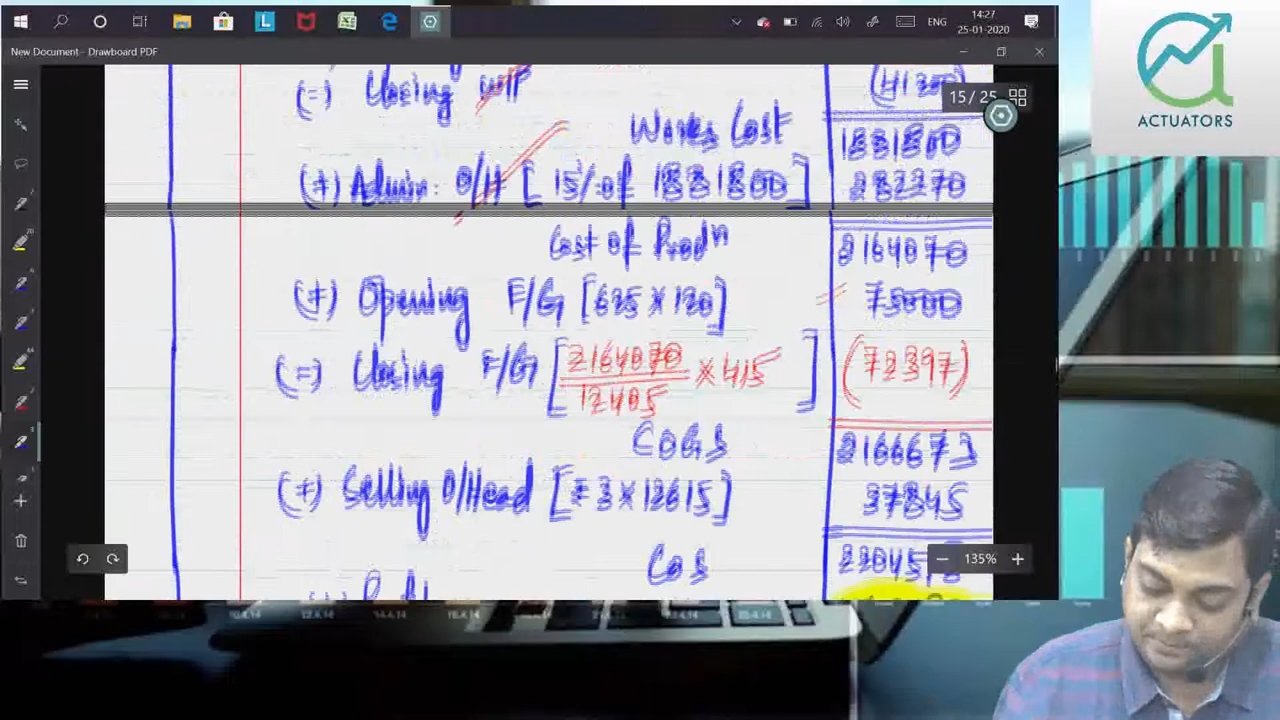 ENG
14:27
25-01-2020
New Document - Drawboard PDF
15 / 25
ACTUATORS
(-) Closing WIP (41200)
Works Cost 1881800
(+) Admin: O/H [15% of 1881800] 282270
Cost of Prodn 2164070
(+) Opening F/G [625 × 120] 75000
(-) Closing F/G [2164070/12405 × 415] (72397)
COGS 2166673
(+) Selling O/Head [₹ 3 × 12615] 37845
COS
135%